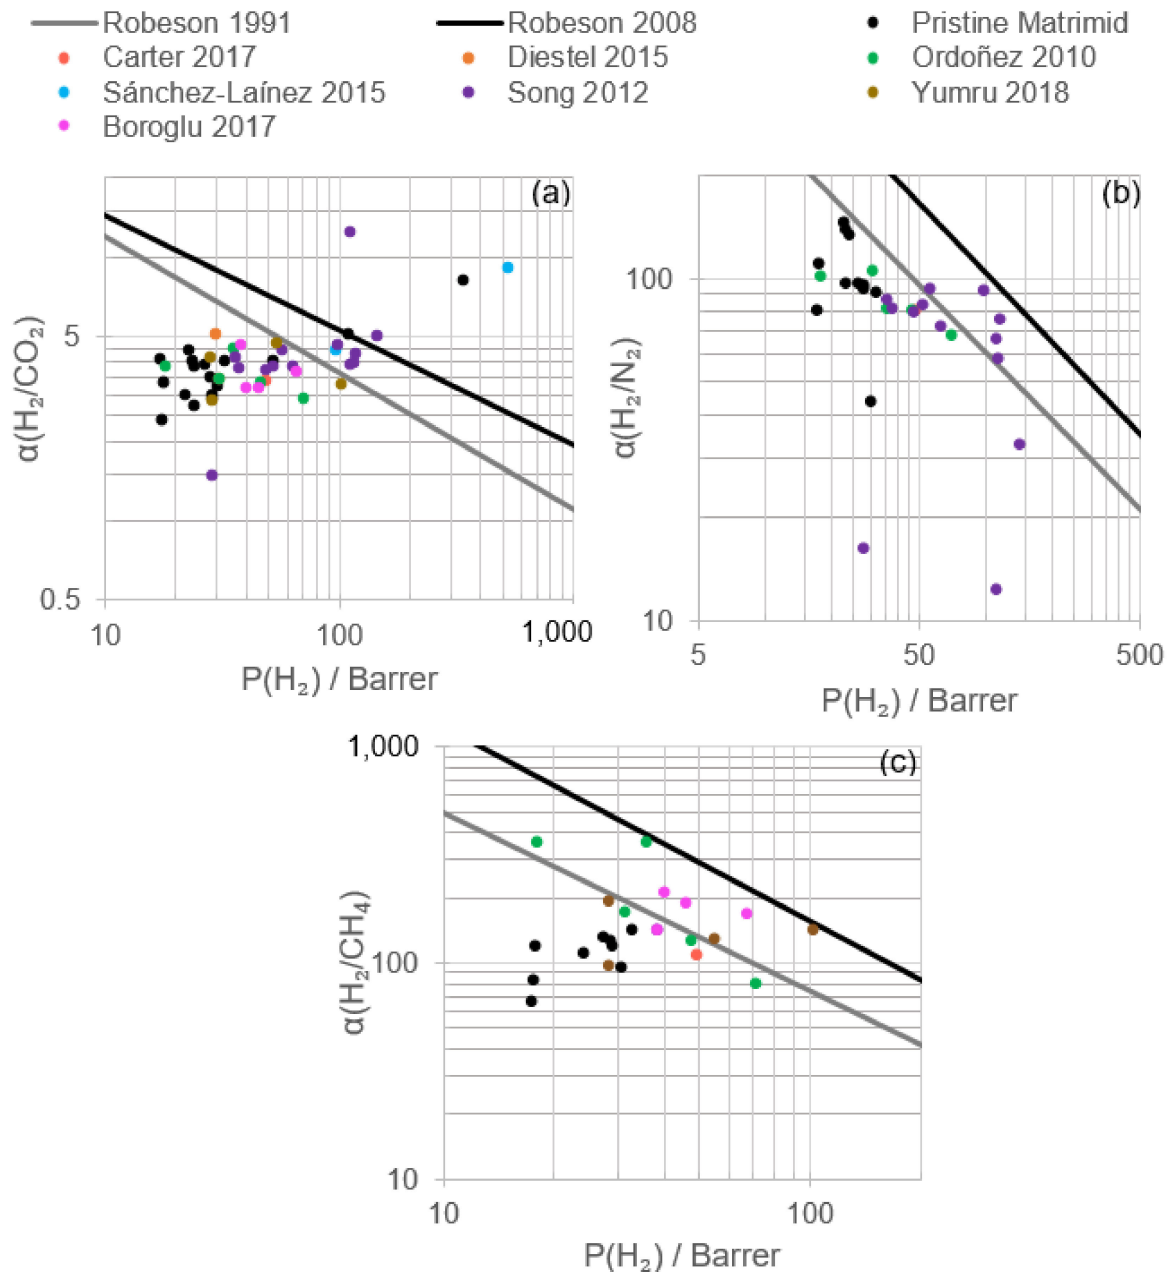 Robeson 1991 Robeson 2008 Pristine Matrimid
Carter 2017 Diestel 2015 Ordoñez 2010
Sánchez-Laínez 2015 Song 2012 Yumru 2018
Boroglu 2017
(a)
α(H₂/CO₂)
5
0.5
10 100 1,000
P(H₂) / Barrer
(b)
α(H₂/N₂)
100
10
5 50 500
P(H₂) / Barrer
(c)
α(H₂/CH₄)
1,000
100
10
10 100
P(H₂) / Barrer